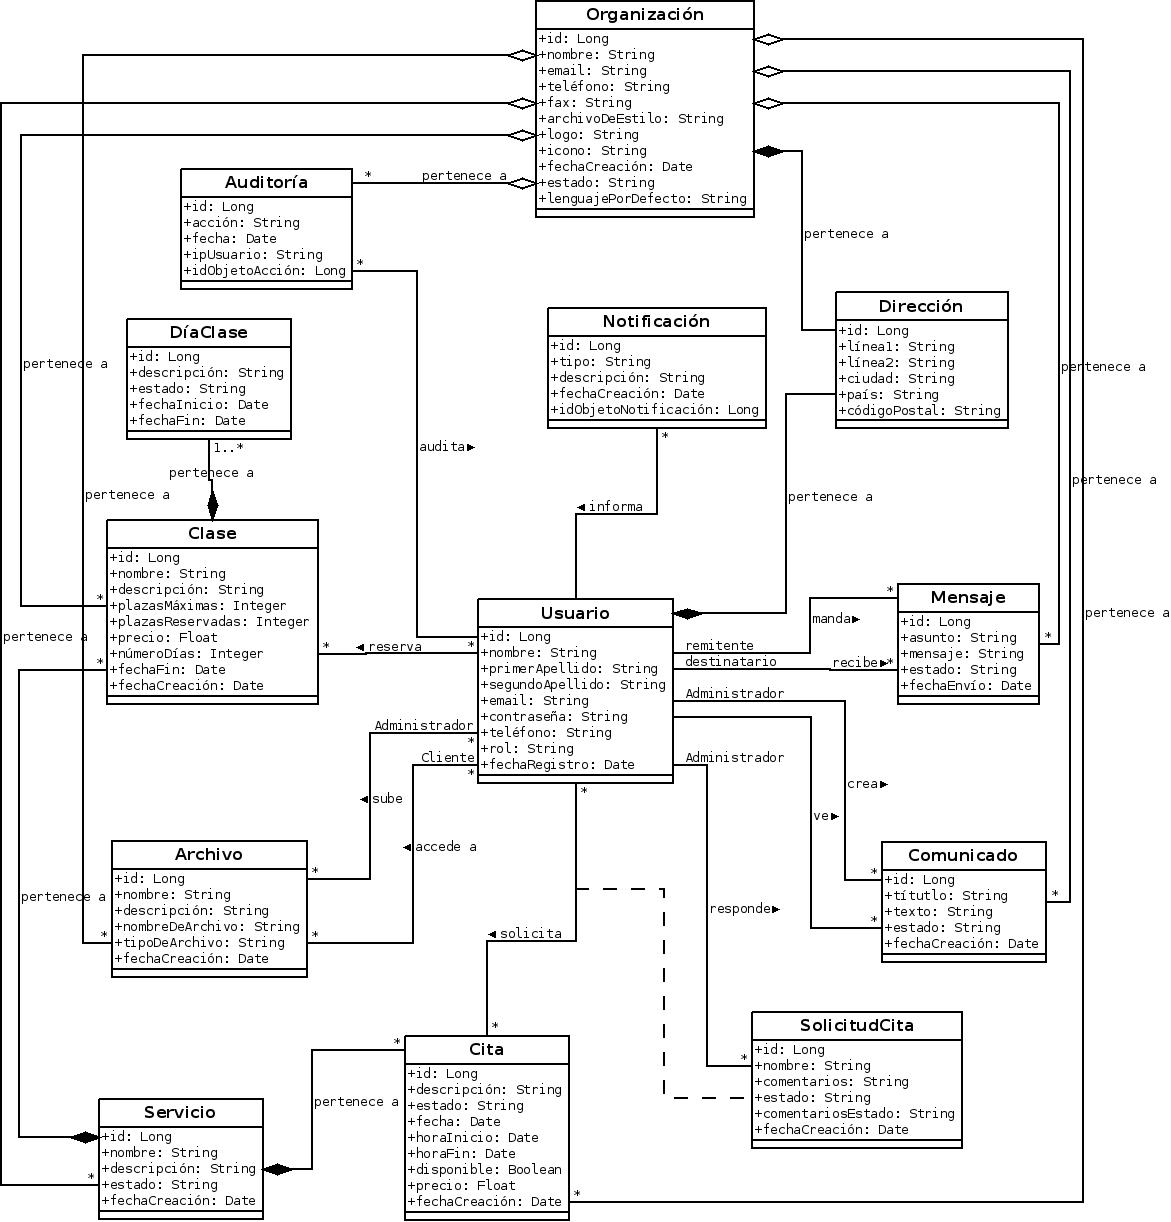 Organización
+id: Long
+nombre: String
+email: String
+teléfono: String
+fax: String
+archivoDeEstilo: String
+logo: String
+icono: String
+fechaCreación: Date
+estado: String
+lenguajePorDefecto: String
Auditoría
+id: Long
+acción: String
+fecha: Date
+ipUsuario: String
+idObjetoAcción: Long
*
pertenece a
*
pertenece a
Dirección
+id: Long
+línea1: String
+línea2: String
+ciudad: String
+país: String
+códigoPostal: String
Notificación
+id: Long
+tipo: String
+descripción: String
+fechaCreación: Date
+idObjetoNotificación: Long
*
DíaClase
+id: Long
+descripción: String
+estado: String
+fechaInicio: Date
+fechaFin: Date
1..*
pertenece a
pertenece a
pertenece a
pertenece a
audita►
◄informa
pertenece a
pertenece a
pertenece a
pertenece a
Clase
+id: Long
+nombre: String
+descripción: String
+plazasMáximas: Integer
+plazasReservadas: Integer
+precio: Float
+númeroDías: Integer
+fechaFin: Date
+fechaCreación: Date
*
*
*
◄reserva
*
Usuario
+id: Long
+nombre: String
+primerApellido: String
+segundoApellido: String
+email: String
+contraseña: String
+teléfono: String
+rol: String
+fechaRegistro: Date
remitente
manda►
*
destinatario
recibe►
*
Mensaje
+id: Long
+asunto: String
+mensaje: String
+estado: String
+fechaEnvío: Date
*
Administrador
crea►
*
ve►
*
Administrador
responde►
*
Administrador
*
◄sube
*
Cliente
*
◄accede a
*
Archivo
+id: Long
+nombre: String
+descripción: String
+nombreDeArchivo: String
+tipoDeArchivo: String
+fechaCreación: Date
pertenece a
*
Comunicado
+id: Long
+títutlo: String
+texto: String
+estado: String
+fechaCreación: Date
*
*
◄solicita
*
SolicitudCita
+id: Long
+nombre: String
+comentarios: String
+estado: String
+comentariosEstado: String
+fechaCreación: Date
Cita
+id: Long
+descripción: String
+estado: String
+fecha: Date
+horaInicio: Date
+horaFin: Date
+disponible: Boolean
+precio: Float
+fechaCreación: Date
*
*
pertenece a
Servicio
+id: Long
+nombre: String
+descripción: String
+estado: String
+fechaCreación: Date
*